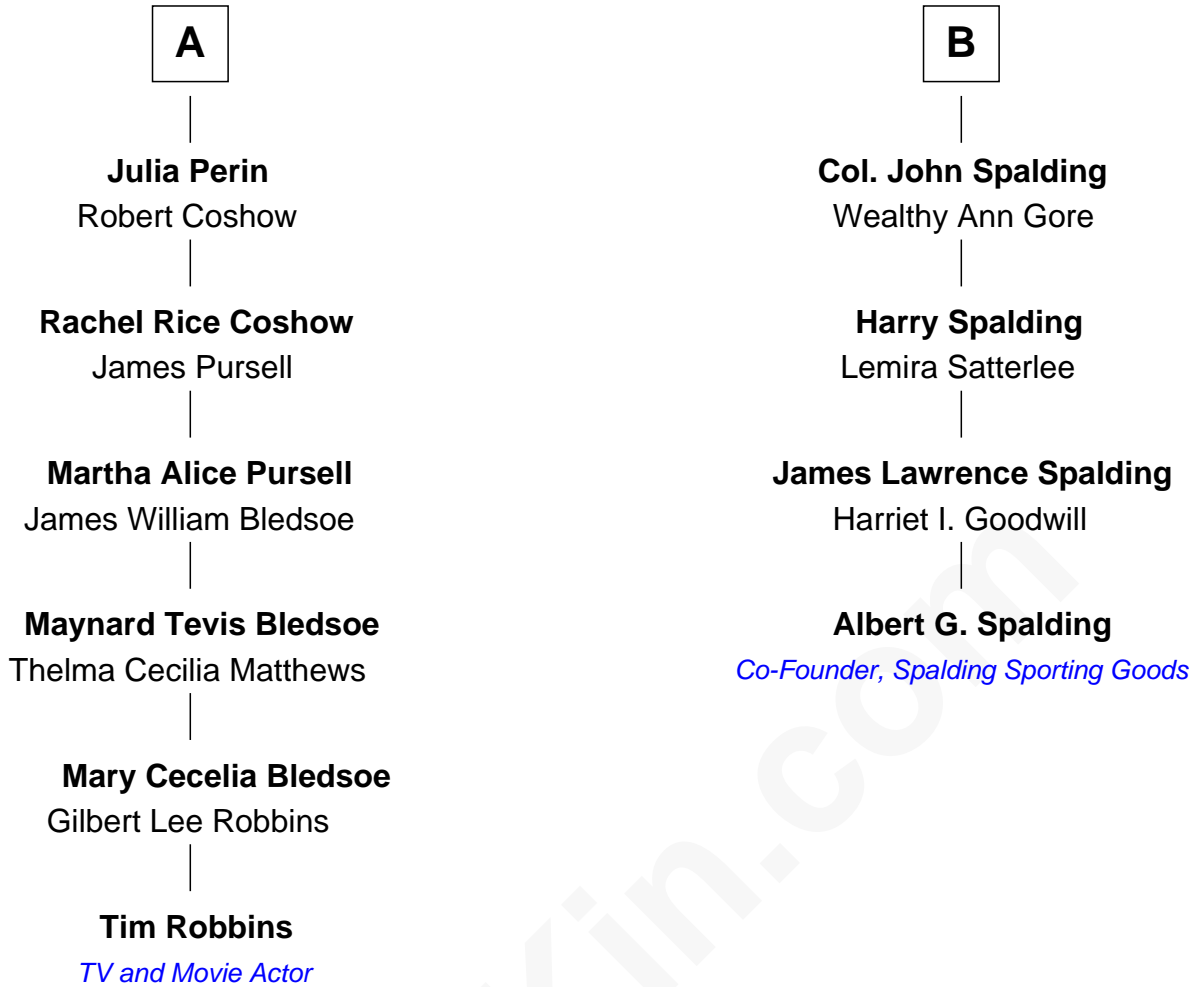 A
Julia Perin
Robert Coshow
Rachel Rice Coshow
James Pursell
Martha Alice Pursell
James William Bledsoe
Maynard Tevis Bledsoe
Thelma Cecilia Matthews
Mary Cecelia Bledsoe
Gilbert Lee Robbins
Tim Robbins
TV and Movie Actor
B
Col. John Spalding
Wealthy Ann Gore
Harry Spalding
Lemira Satterlee
James Lawrence Spalding
Harriet I. Goodwill
Albert G. Spalding
Co-Founder, Spalding Sporting Goods